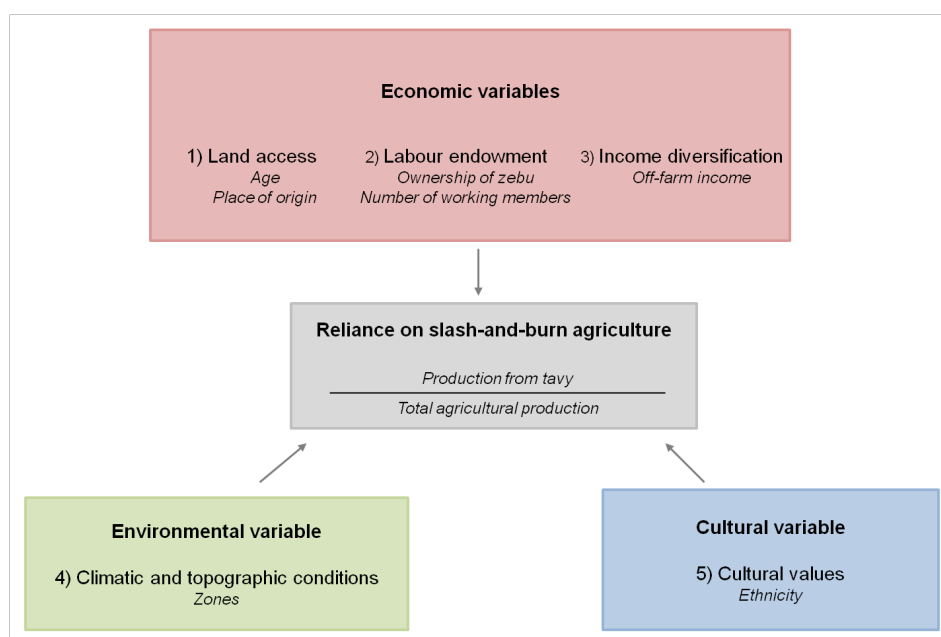 Economic variables
1) Land access
Age
Place of origin
2) Labour endowment
Ownership of zebu
Number of working members
3) Income diversification
Off-farm income
Reliance on slash-and-burn agriculture
Production from tavy
Total agricultural production
Environmental variable
4) Climatic and topographic conditions
Zones
Cultural variable
5) Cultural values
Ethnicity